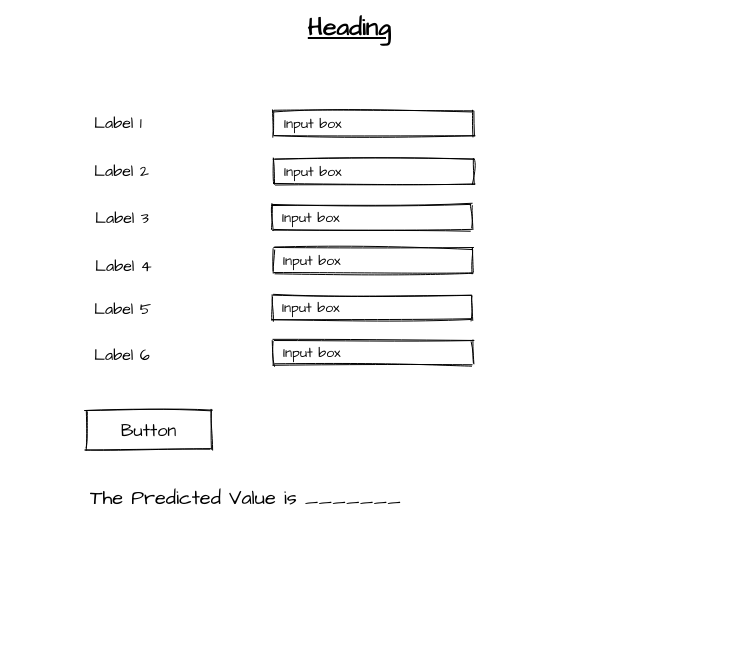 Heading
Label 1 Input box
Label 2 Input box
Label 3 Input box
Label 4 Input box
Label 5 Input box
Label 6 Input box
Button
The Predicted Value is _______